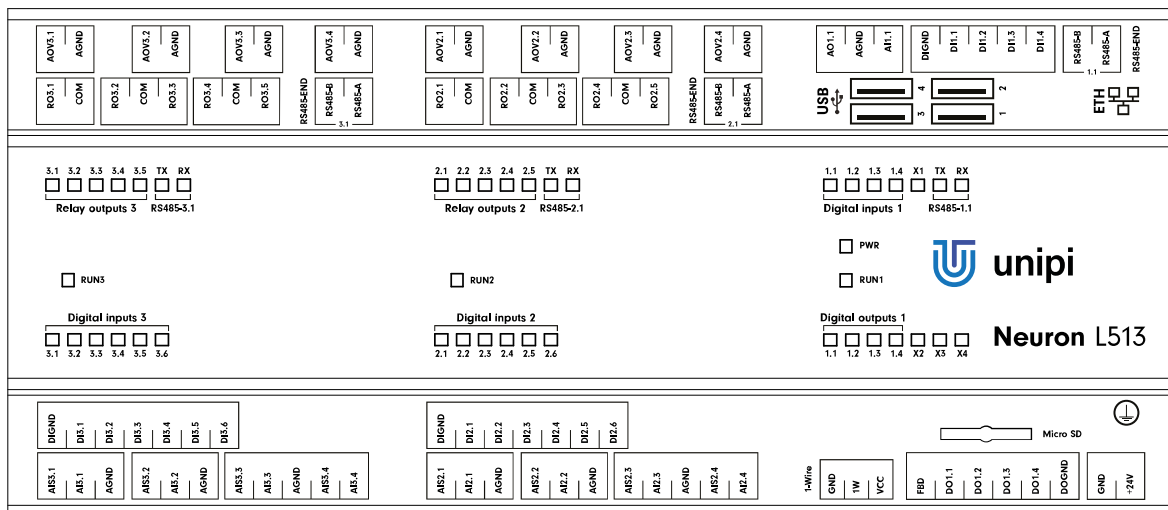 AOV3.1 AGND AOV3.2 AGND AOV3.3 AGND AOV3.4 AGND AOV2.1 AGND AOV2.2 AGND AOV2.3 AGND AOV2.4 AGND AO1.1 AGND AI1.1 DIGND DI1.1 DI1.2 DI1.3 DI1.4 RS485-B RS485-A RS485-END
1.1
RO3.1 COM RO3.2 COM RO3.3 RO3.4 COM RO3.5 RS485-END RS485-B RS485-A RO2.1 COM RO2.2 COM RO2.3 RO2.4 COM RO2.5 RS485-END RS485-B RS485-A USB 4 2 ETH
3.1 2.1 3 1
3.1 3.2 3.3 3.4 3.5 TX RX 2.1 2.2 2.3 2.4 2.5 TX RX 1.1 1.2 1.3 1.4 X1 TX RX
Relay outputs 3 RS485-3.1 Relay outputs 2 RS485-2.1 Digital inputs 1 RS485-1.1
PWR
unipi
RUN3 RUN2 RUN1
Digital inputs 3 Digital inputs 2 Digital outputs 1
Neuron L513
3.1 3.2 3.3 3.4 3.5 3.6 2.1 2.2 2.3 2.4 2.5 2.6 1.1 1.2 1.3 1.4 X2 X3 X4
DIGND DI3.1 DI3.2 DI3.3 DI3.4 DI3.5 DI3.6 DIGND DI2.1 DI2.2 DI2.3 DI2.4 DI2.5 DI2.6
Micro SD
AIS3.1 AI3.1 AGND AIS3.2 AI3.2 AGND AIS3.3 AI3.3 AGND AIS3.4 AI3.4 AIS2.1 AI2.1 AGND AIS2.2 AI2.2 AGND AIS2.3 AI2.3 AGND AIS2.4 AI2.4 1-Wire GND 1W VCC FBD DO1.1 DO1.2 DO1.3 DO1.4 DOGND GND +24V